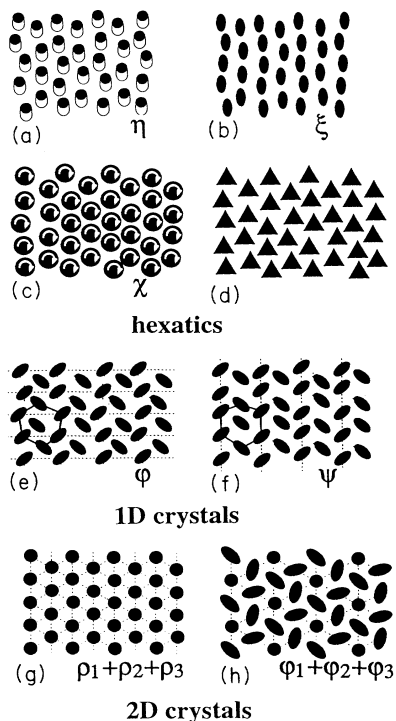 (a) η (b) ξ
(c) χ (d)
hexatics
(e) φ (f) ψ
1D crystals
(g) ρ1+ρ2+ρ3 (h) φ1+φ2+φ3
2D crystals